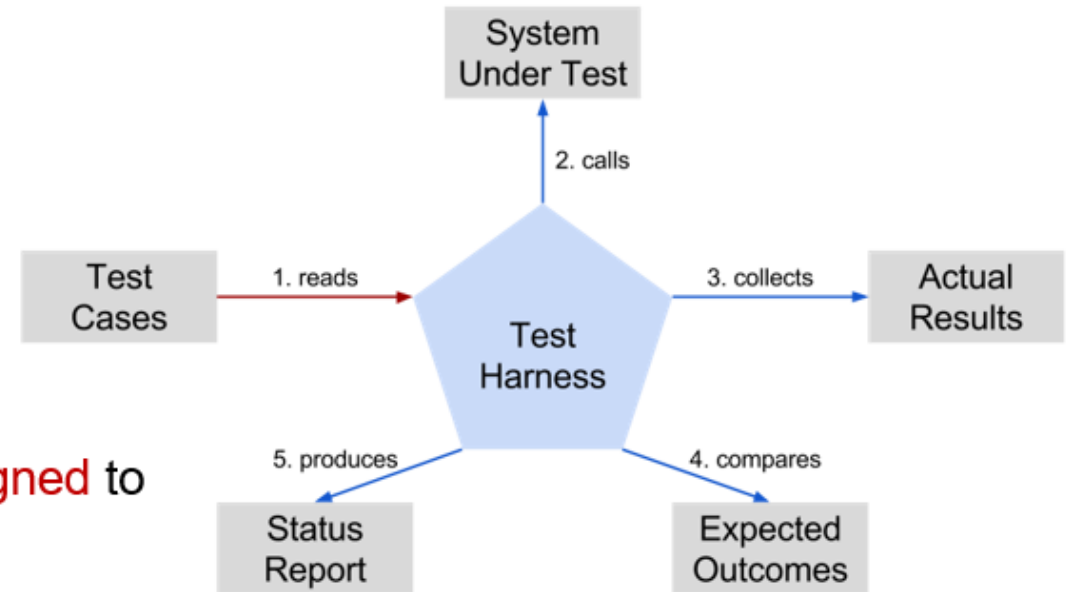 System
Under Test
2. calls
Test
Cases
1. reads
3. collects
Actual
Results
Test
Harness
gned to
5. produces
4. compares
Status
Report
Expected
Outcomes